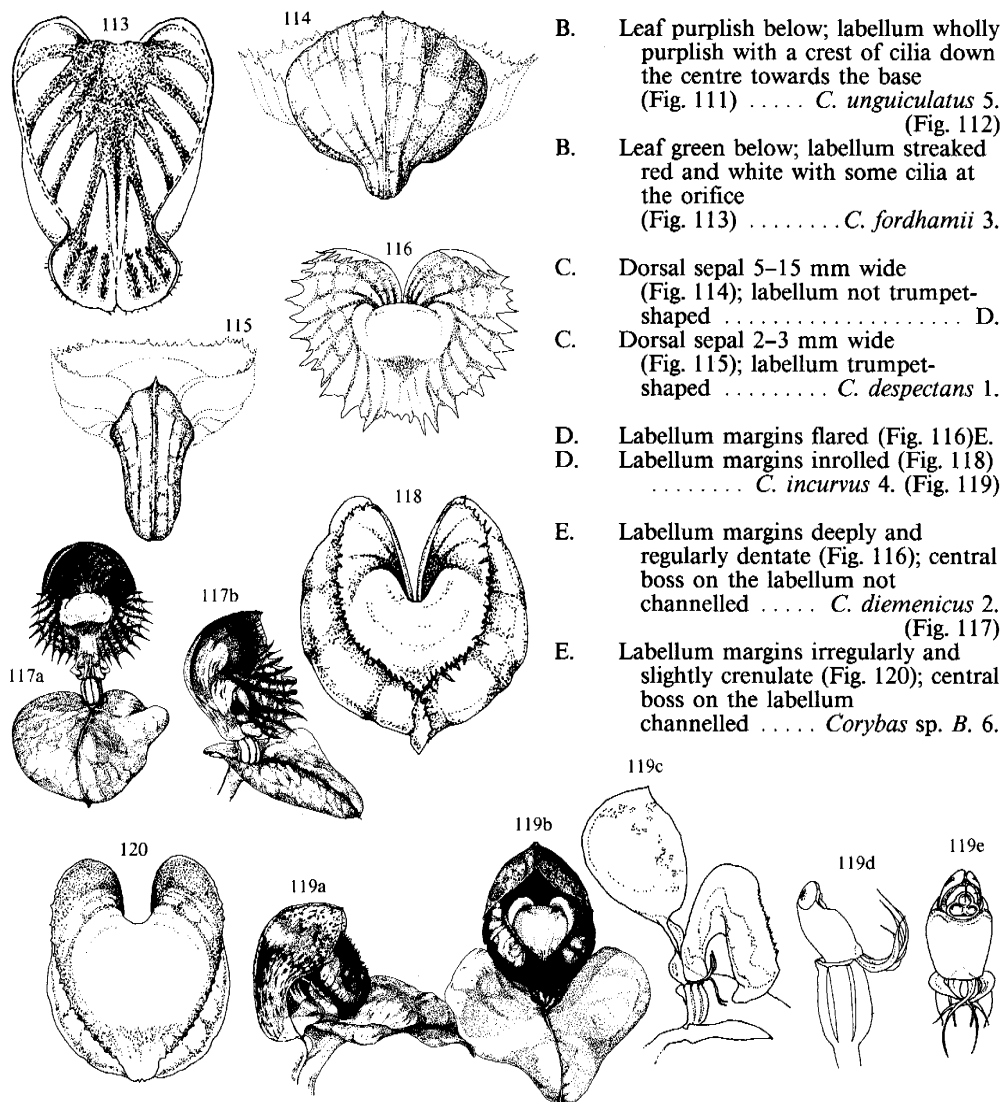 B. Leaf purplish below; labellum wholly
purplish with a crest of cilia down
the centre towards the base
(Fig. 111) ..... C. unguiculatus 5.
(Fig. 112)
B. Leaf green below; labellum streaked
red and white with some cilia at
the orifice
(Fig. 113) ........ C. fordhamii 3.
C. Dorsal sepal 5–15 mm wide
(Fig. 114); labellum not trumpet-
shaped ..................... D.
C. Dorsal sepal 2–3 mm wide
(Fig. 115); labellum trumpet-
shaped ......... C. despectans 1.
D. Labellum margins flared (Fig. 116)E.
D. Labellum margins inrolled (Fig. 118)
........ C. incurvus 4. (Fig. 119)
E. Labellum margins deeply and
regularly dentate (Fig. 116); central
boss on the labellum not
channelled ..... C. diemenicus 2.
(Fig. 117)
E. Labellum margins irregularly and
slightly crenulate (Fig. 120); central
boss on the labellum
channelled ..... Corybas sp. B. 6.
113
114
115
116
117a
117b
118
119a
119b
119c
119d
119e
120